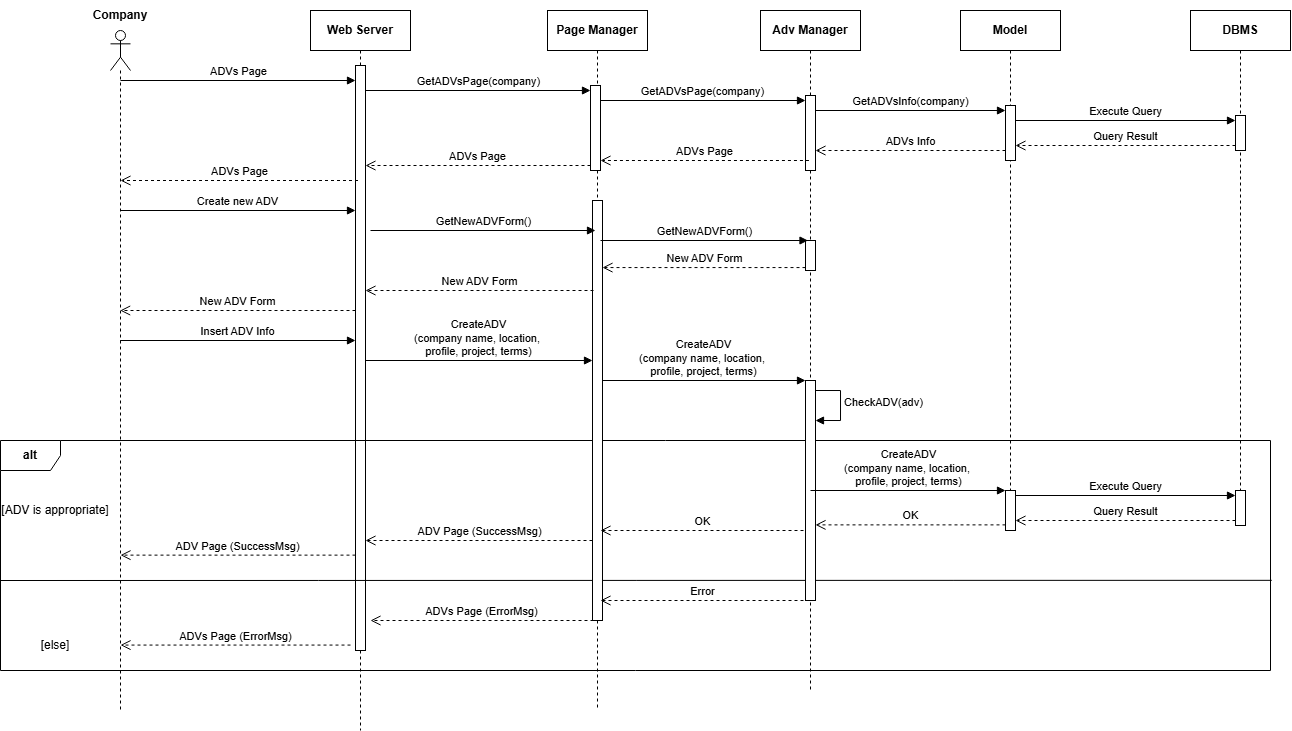 Company
Web Server
Page Manager
Adv Manager
Model
DBMS
ADVs Page
GetADVsPage(company)
GetADVsPage(company)
GetADVsInfo(company)
Execute Query
Query Result
ADVs Info
ADVs Page
ADVs Page
ADVs Page
Create new ADV
GetNewADVForm()
GetNewADVForm()
New ADV Form
New ADV Form
New ADV Form
Insert ADV Info
CreateADV
(company name, location,
profile, project, terms)
CreateADV
(company name, location,
profile, project, terms)
CheckADV(adv)
alt
[ADV is appropriate]
CreateADV
(company name, location,
profile, project, terms)
Execute Query
Query Result
OK
OK
ADV Page (SuccessMsg)
ADV Page (SuccessMsg)
Error
ADVs Page (ErrorMsg)
[else]
ADVs Page (ErrorMsg)